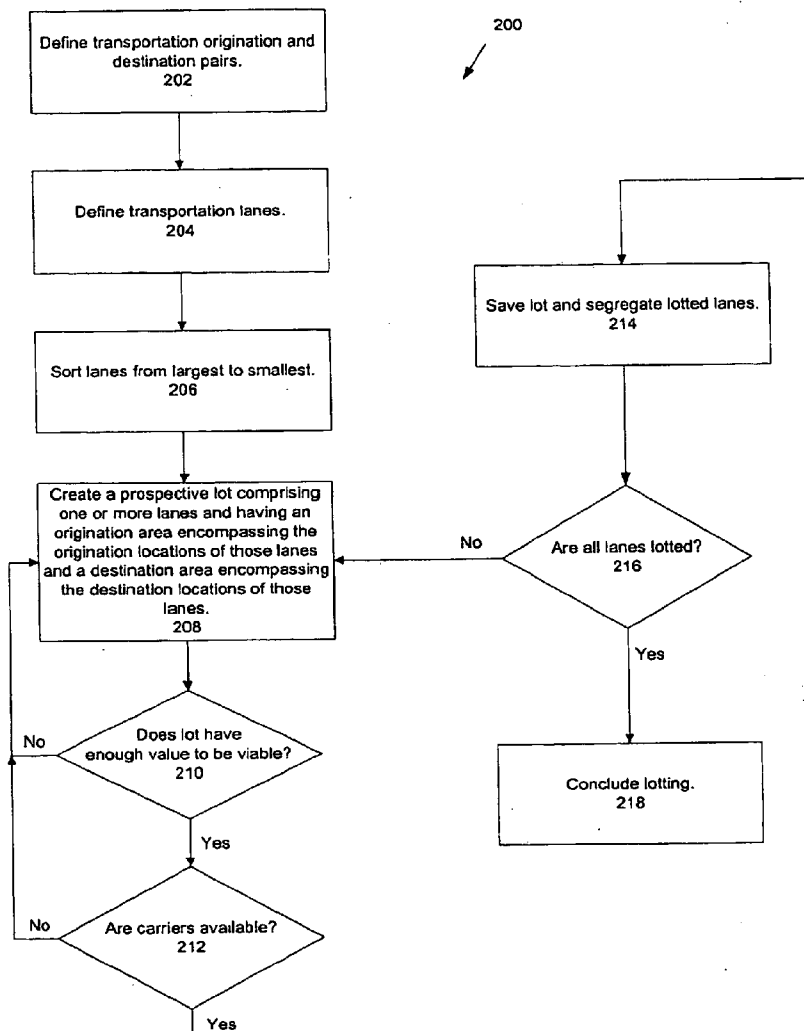 200
Define transportation origination and
destination pairs.
202
Define transportation lanes.
204
Sort lanes from largest to smallest.
206
Create a prospective lot comprising
one or more lanes and having an
origination area encompassing the
origination locations of those lanes
and a destination area encompassing
the destination locations of those
lanes.
208
No
Does lot have
enough value to be viable?
210
Yes
No
Are carriers available?
212
Yes
Save lot and segregate lotted lanes.
214
No
Are all lanes lotted?
216
Yes
Conclude lotting.
218